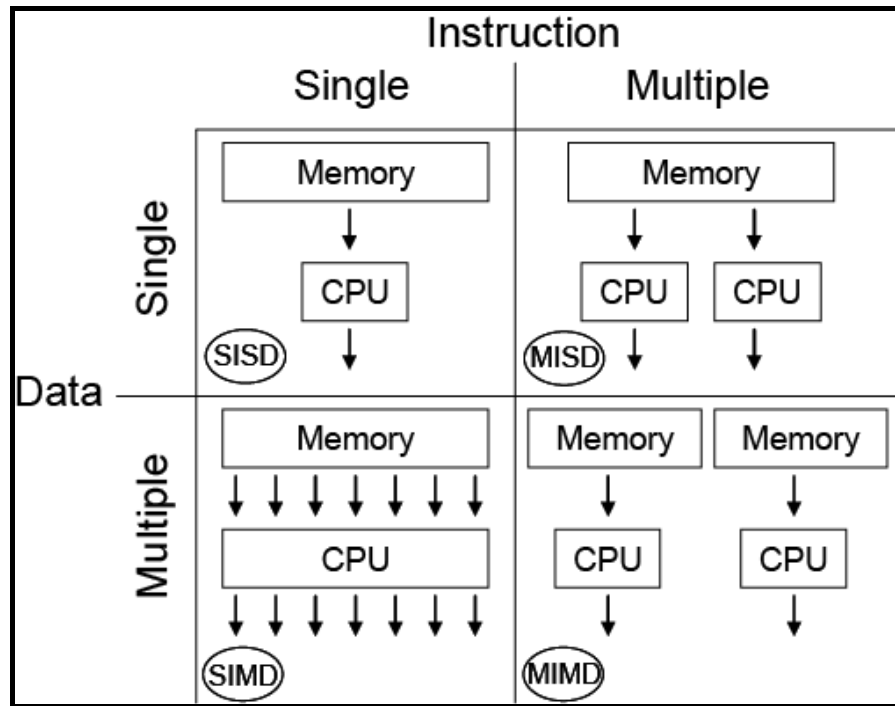 Instruction
Single Multiple
Single
Memory
CPU
SISD
Memory
CPU CPU
MISD
Data
Multiple
Memory
CPU
SIMD
Memory Memory
CPU CPU
MIMD